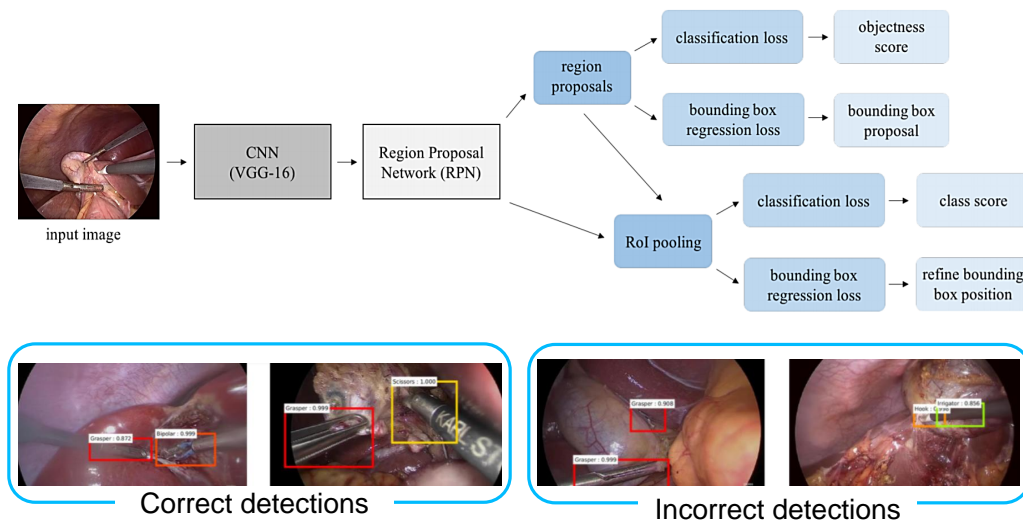 classification loss
objectness
score
region
proposals
bounding box
regression loss
bounding box
proposal
CNN
(VGG-16)
Region Proposal
Network (RPN)
input image
classification loss
class score
RoI pooling
bounding box
regression loss
refine bounding
box position
Grasper : 0.872
Bipolar : 0.999
Scissors : 1.000
Grasper : 0.999
KARL S
Grasper : 0.908
Grasper : 0.999
Irrigator : 0.856
Hook :
Correct detections
Incorrect detections